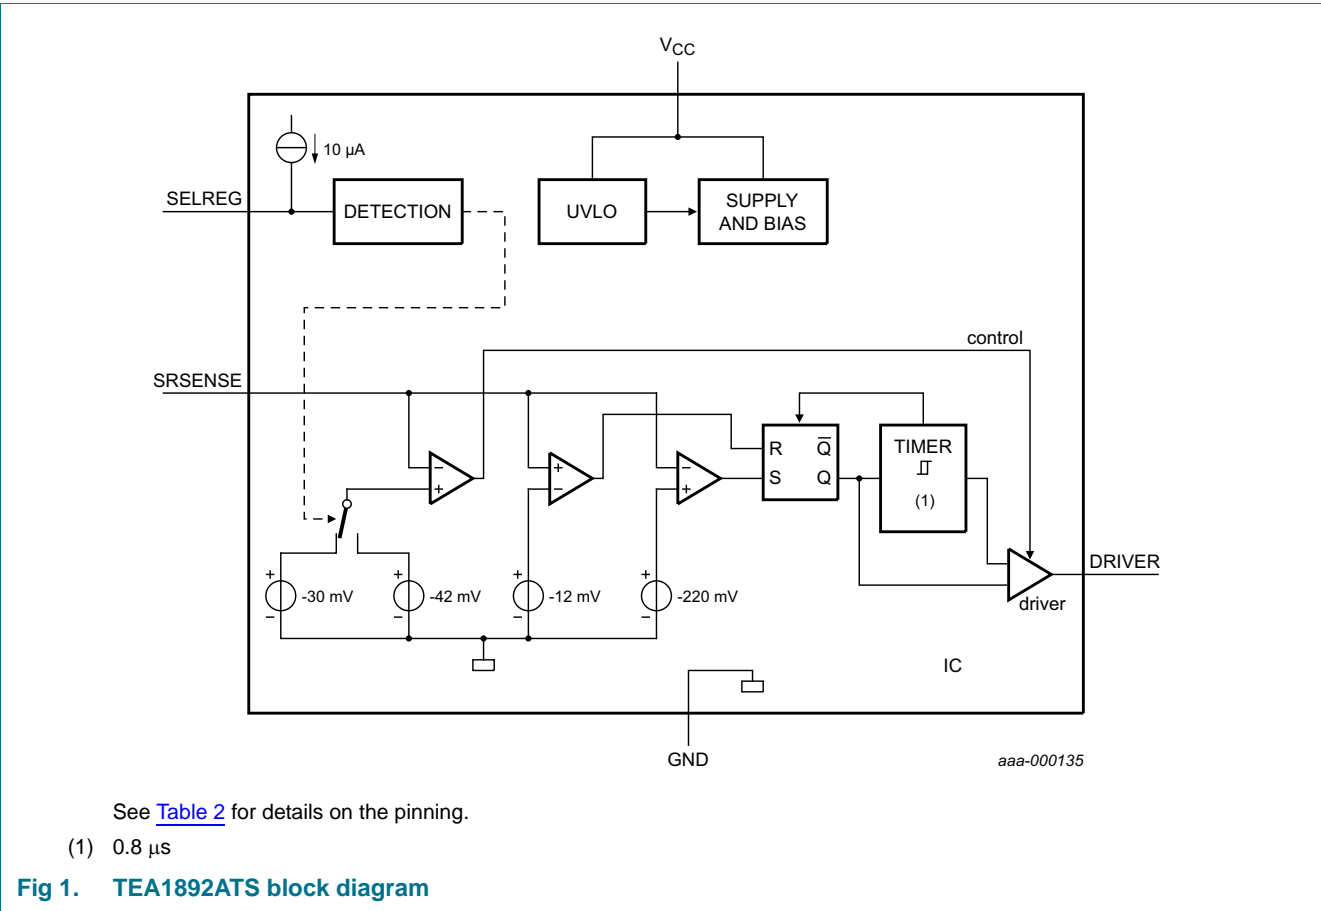 VCC
10 µA
SELREG
DETECTION
UVLO
SUPPLY
AND BIAS
control
SRSENSE
R
Q̅
S
Q
TIMER
(1)
−
+
+
−
−
+
+
-30 mV
−
+
-42 mV
−
+
-12 mV
−
+
-220 mV
−
DRIVER
driver
IC
GND
aaa-000135
See Table 2 for details on the pinning.
(1) 0.8 μs
Fig 1. TEA1892ATS block diagram